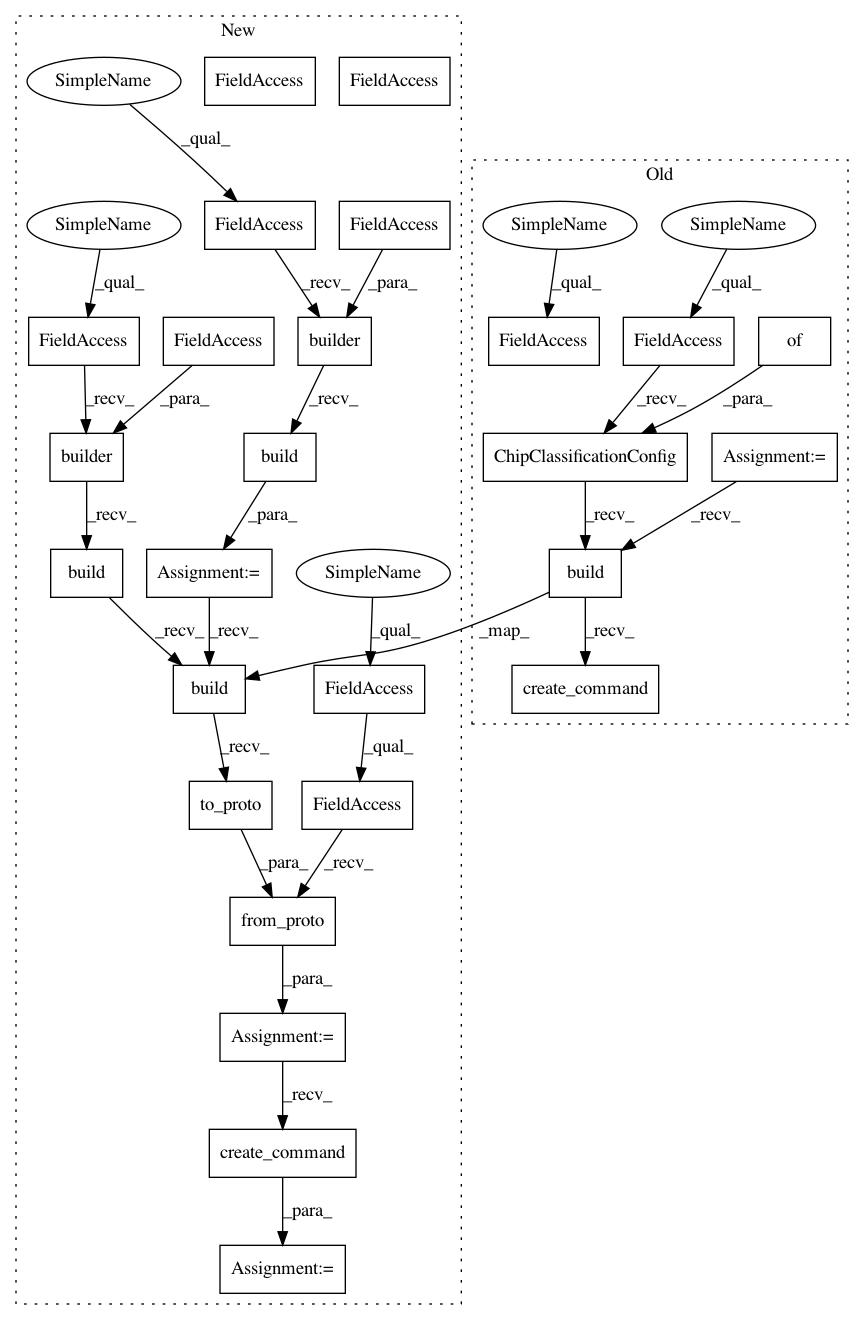 New
SimpleName
FieldAccess
FieldAccess
_qual_
Old
SimpleName
FieldAccess
FieldAccess
SimpleName
SimpleName
_qual_
_recv_
_para_
_qual_
_qual_
FieldAccess
FieldAccess
builder
FieldAccess
FieldAccess
of
_recv_
_para_
_recv_
_recv_
_para_
builder
build
ChipClassificationConfig
Assignment:=
_recv_
_para_
_recv_
_recv_
build
Assignment:=
SimpleName
build
_recv_
_recv_
_qual_
_map_
_recv_
build
FieldAccess
create_command
_recv_
_qual_
to_proto
FieldAccess
_para_
_recv_
from_proto
_para_
Assignment:=
_recv_
create_command
_para_
Assignment:=